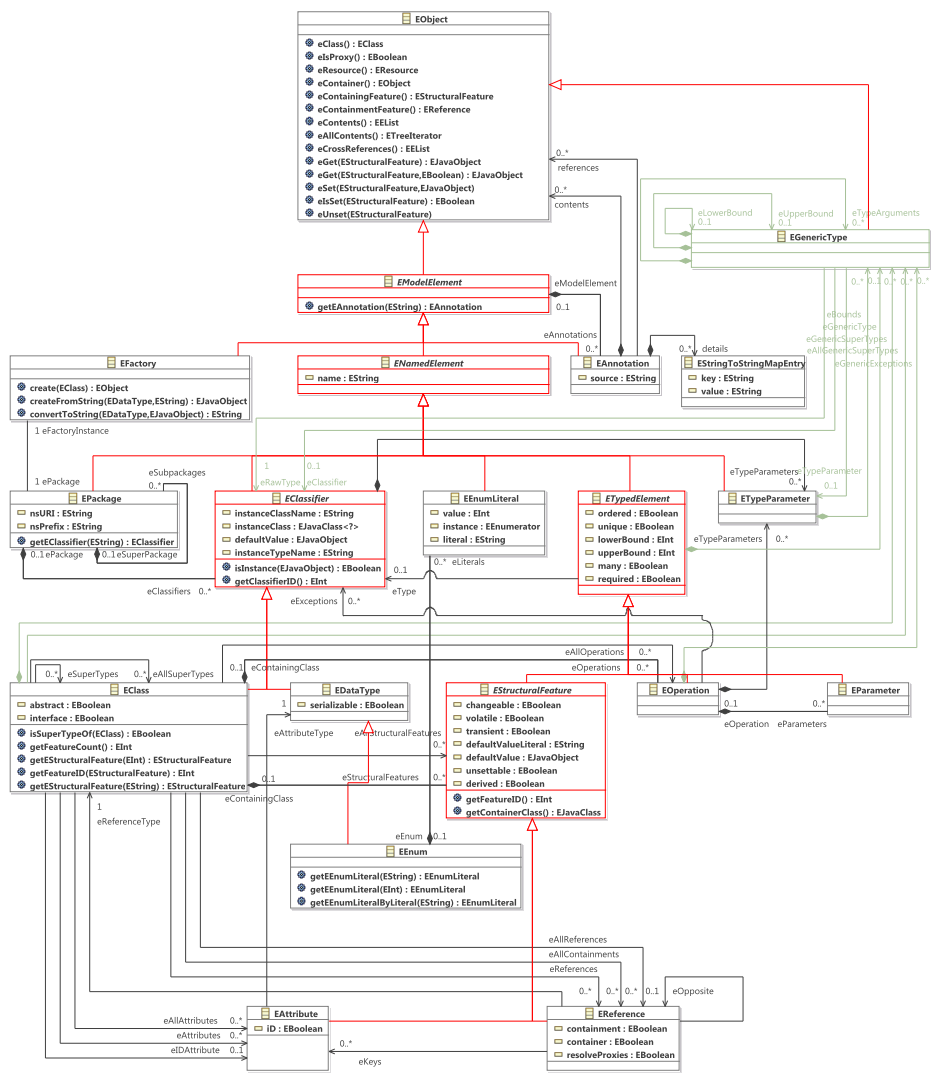 EObject
eClass() : EClass
eIsProxy() : EBoolean
eResource() : EResource
eContainer() : EObject
eContainingFeature() : EStructuralFeature
eContainmentFeature() : EReference
eContents() : EEList
eAllContents() : ETreeIterator
eCrossReferences() : EEList
eGet(EStructuralFeature) : EJavaObject
eGet(EStructuralFeature,EBoolean) : EJavaObject
eSet(EStructuralFeature,EJavaObject)
eIsSet(EStructuralFeature) : EBoolean
eUnset(EStructuralFeature)
0..*
references
0..*
contents
eLowerBound
0..1
eUpperBound
0..1
eTypeArguments
0..*
EGenericType
EModelElement
getEAnnotation(EString) : EAnnotation
eModelElement
0..1
0..* 0..1 0..* 0..* 0..*
eBounds
eGenericType
eGenericSuperTypes
eAllGenericSuperTypes
eGenericExceptions
eAnnotations
0..*
0..* details
EFactory
create(EClass) : EObject
createFromString(EDataType,EString) : EJavaObject
convertToString(EDataType,EJavaObject) : EString
ENamedElement
name : EString
EAnnotation
source : EString
EStringToStringMapEntry
key : EString
value : EString
1 eFactoryInstance
1 ePackage
eSubpackages
0..*
1
eRawType
0..1
eClassifier
eTypeParameters
0..*
eTypeParameter
0..1
EPackage
nsURI : EString
nsPrefix : EString
getEClassifier(EString) : EClassifier
0..1 ePackage
0..1 eSuperPackage
EClassifier
instanceClassName : EString
instanceClass : EJavaClass<?>
defaultValue : EJavaObject
instanceTypeName : EString
isInstance(EJavaObject) : EBoolean
getClassifierID() : EInt
EEnumLiteral
value : EInt
instance : EEnumerator
literal : EString
0..* eLiterals
ETypedElement
ordered : EBoolean
unique : EBoolean
lowerBound : EInt
upperBound : EInt
many : EBoolean
required : EBoolean
ETypeParameter
eTypeParameters 0..*
eClassifiers 0..*
eExceptions 0..*
0..1
eType
0..*
eSuperTypes
0..*
eAllSuperTypes
0..1
eContainingClass
eAllOperations 0..*
eOperations 0..*
EClass
abstract : EBoolean
interface : EBoolean
isSuperTypeOf(EClass) : EBoolean
getFeatureCount() : EInt
getEStructuralFeature(EInt) : EStructuralFeature
getFeatureID(EStructuralFeature) : EInt
getEStructuralFeature(EString) : EStructuralFeature
EDataType
serializable : EBoolean
1
eAttributeType
EStructuralFeature
changeable : EBoolean
volatile : EBoolean
transient : EBoolean
defaultValueLiteral : EString
defaultValue : EJavaObject
unsettable : EBoolean
derived : EBoolean
getFeatureID() : EInt
getContainerClass() : EJavaClass
EOperation
EParameter
0..1
eOperation
0..*
eParameters
eAllStructuralFeatures
0..*
eStructuralFeatures 0..*
0..1
eContainingClass
1
eReferenceType
eEnum 0..1
EEnum
getEEnumLiteral(EString) : EEnumLiteral
getEEnumLiteral(EInt) : EEnumLiteral
getEEnumLiteralByLiteral(EString) : EEnumLiteral
eAllReferences
eAllContainments
eReferences
0..* 0..* 0..* 0..1
eOpposite
eAllAttributes 0..*
eAttributes 0..*
eIDAttribute 0..1
EAttribute
iD : EBoolean
0..*
eKeys
EReference
containment : EBoolean
container : EBoolean
resolveProxies : EBoolean